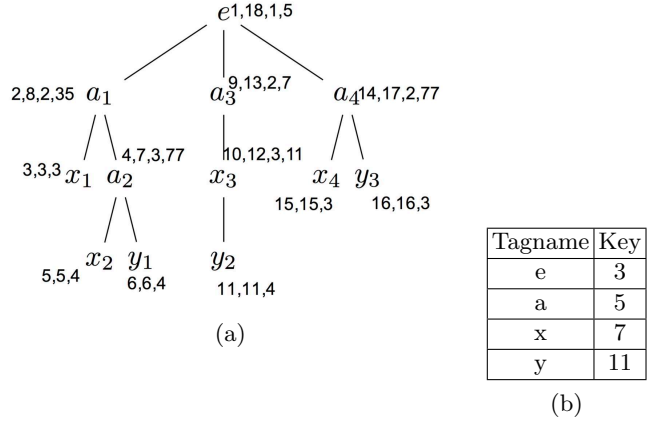 e 1,18,1,5
2,8,2,35 a1 a3 9,13,2,7 a4 14,17,2,77
3,3,3 x1 a2 4,7,3,77 x3 10,12,3,11 x4 y3
15,15,3 16,16,3
5,5,4 x2 y1 y2
6,6,4 11,11,4
(a)
Tagname Key
e 3
a 5
x 7
y 11
(b)